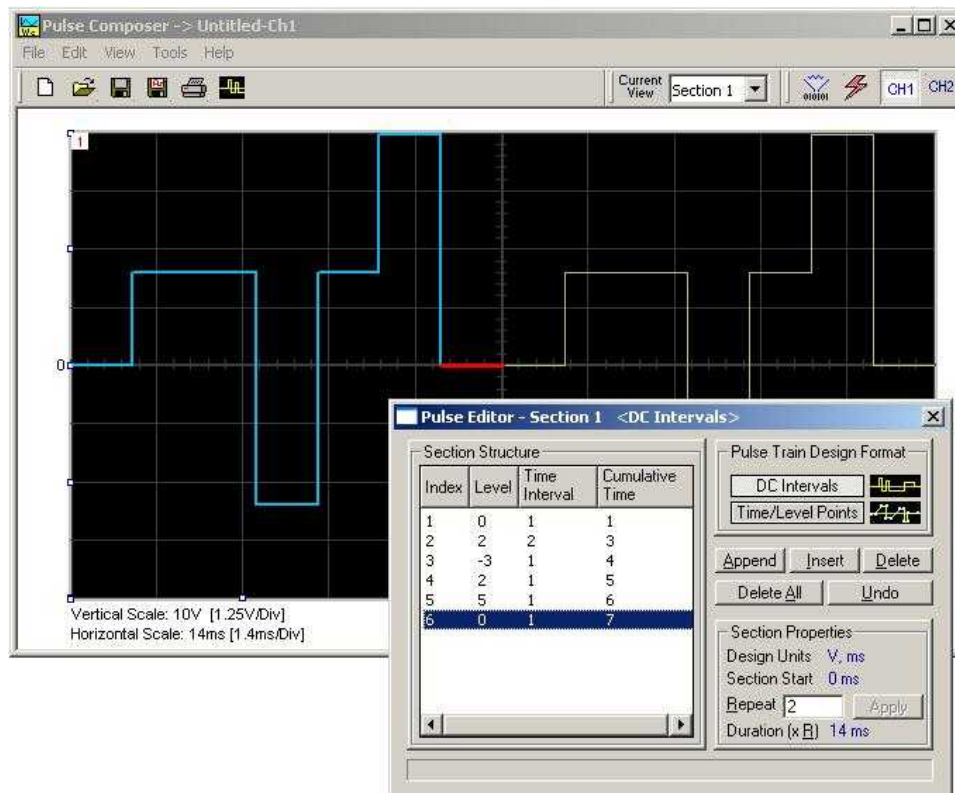 Pulse Composer -> Untitled-Ch1
File Edit View Tools Help
Current View Section 1
010101
CH1 CH2
1
0
Vertical Scale: 10V [1.25V/Div]
Horizontal Scale: 14ms [1.4ms/Div]
Pulse Editor - Section 1 <DC Intervals>
Section Structure
Index Level Time Interval Cumulative Time
1 0 1 1
2 2 2 3
3 -3 1 4
4 2 1 5
5 5 1 6
6 0 1 7
Pulse Train Design Format
DC Intervals
Time/Level Points
Append Insert Delete
Delete All Undo
Section Properties
Design Units V, ms
Section Start 0 ms
Repeat 2 Apply
Duration (x R) 14 ms